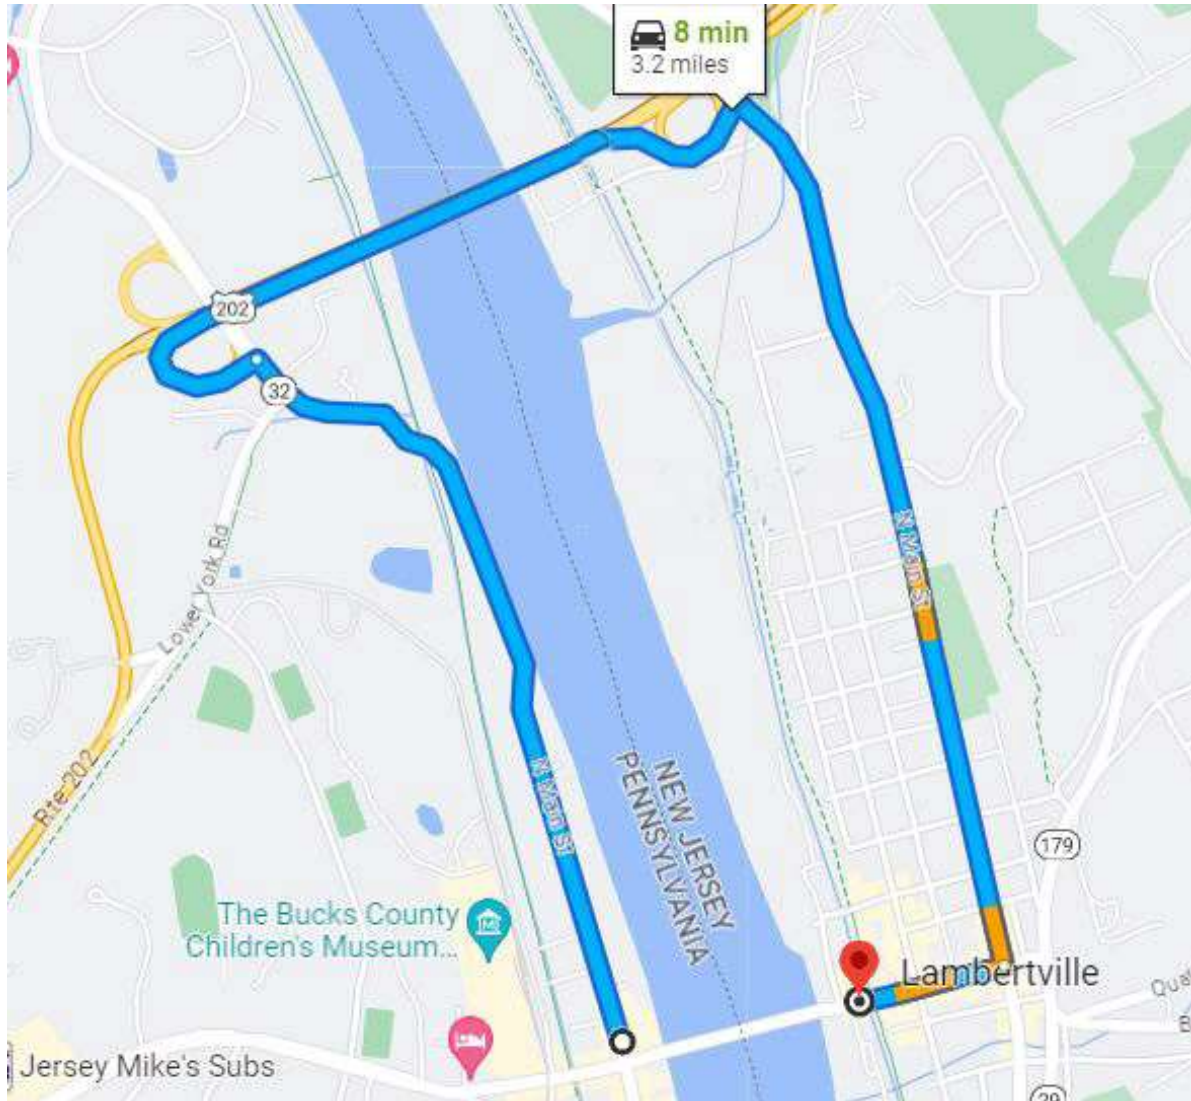 8 min
3.2 miles
202
32
Lower York Rd
N Main St
Rte 202
N Main St
NEW JERSEY
PENNSYLVANIA
179
The Bucks County
Children's Museum...
Lambertville
Jersey Mike's Subs
29